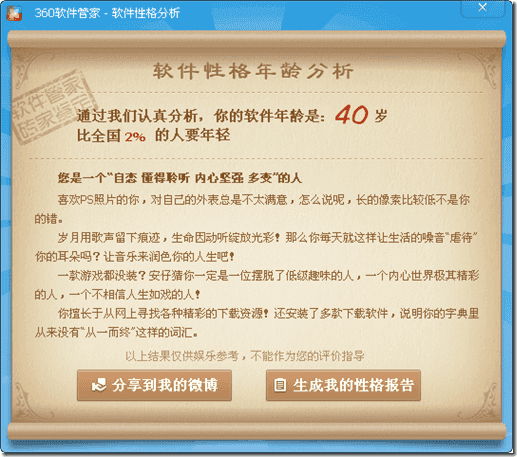 360软件管家 - 软件性格分析
软件性格年龄分析
软件管家
管家鉴定
通过我们认真分析，你的软件年龄是：40 岁
比全国 2% 的人要年轻
您是一个“自恋 懂得聆听 内心坚强 多变”的人
喜欢PS照片的你，对自己的外表总是不太满意，怎么说呢，长的像素比较低不是你
的错。
岁月用歌声留下痕迹，生命因动听绽放光彩！那么你每天就这样让生活的噪音“虐待”
你的耳朵吗？让音乐来润色你的人生吧！
一款游戏都没装？安仔猜你一定是一位摆脱了低级趣味的人，一个内心世界极其精彩
的人，一个不相信人生如戏的人！
你擅长于从网上寻找各种精彩的下载资源！还安装了多款下载软件，说明你的字典里
从来没有“从一而终”这样的词汇。
以上结果仅供娱乐参考，不能作为您的评价指导
分享到我的微博
生成我的性格报告